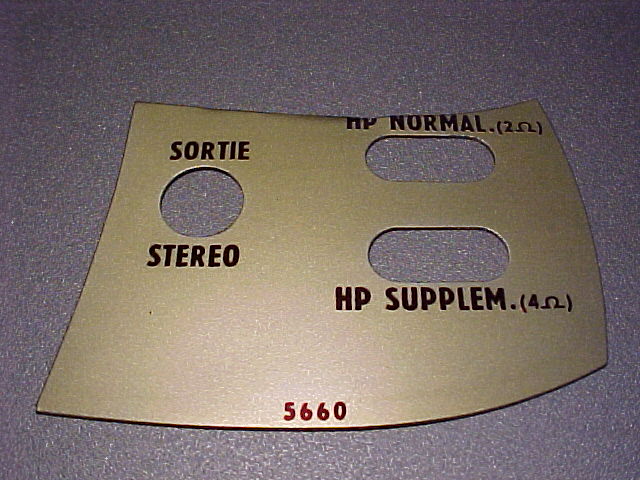 HP NORMAL.(2Ω)
SORTIE
STEREO
HP SUPPLEM.(4Ω)
5660